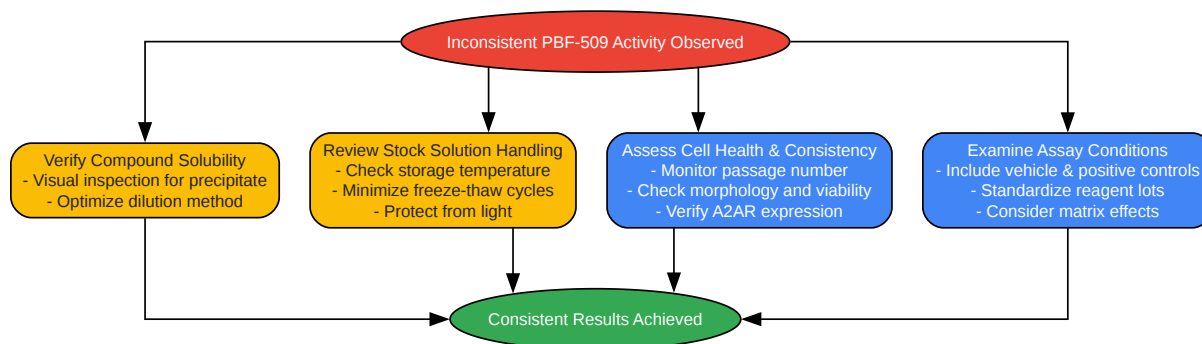 Inconsistent PBF-509 Activity Observed
Verify Compound Solubility
- Visual inspection for precipitate
- Optimize dilution method
Review Stock Solution Handling
- Check storage temperature
- Minimize freeze-thaw cycles
- Protect from light
Assess Cell Health & Consistency
- Monitor passage number
- Check morphology and viability
- Verify A2AR expression
Examine Assay Conditions
- Include vehicle & positive controls
- Standardize reagent lots
- Consider matrix effects
Consistent Results Achieved